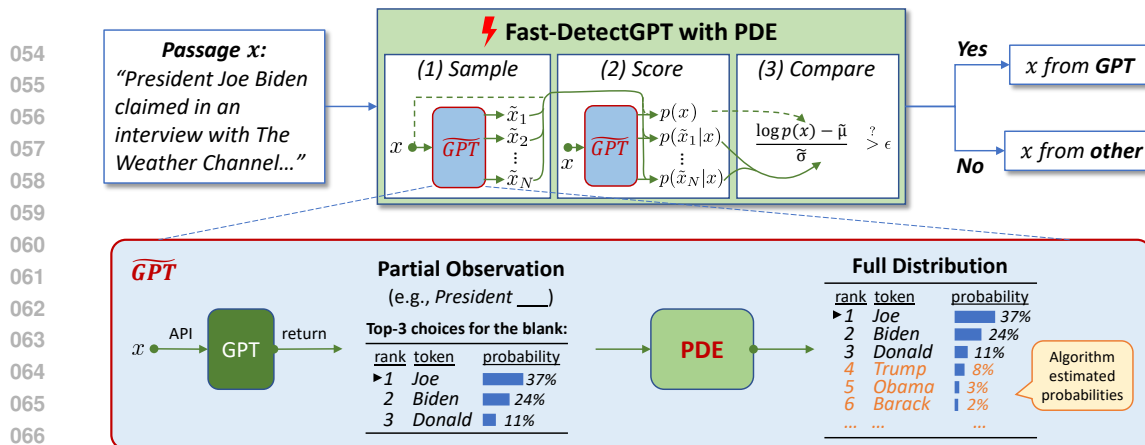 054
055
056
057
058
059
060
061
062
063
064
065
066
Passage x:
"President Joe Biden
claimed in an
interview with The
Weather Channel…"
Fast-DetectGPT with PDE
(1) Sample
x
G̃P̃T̃
x̃₁
x̃₂
⋮
x̃_N
(2) Score
x
G̃P̃T̃
p(x)
p(x̃₁|x)
⋮
p(x̃_N|x)
(3) Compare
log p(x) − μ̃
σ̃
? > ϵ
Yes
x from GPT
No
x from other
G̃P̃T̃
x
API
GPT
return
Partial Observation
(e.g., President ___)
Top-3 choices for the blank:
rank token probability
▸1 Joe 37%
2 Biden 24%
3 Donald 11%
PDE
Full Distribution
rank token probability
▸1 Joe 37%
2 Biden 24%
3 Donald 11%
4 Trump 8%
5 Obama 3%
6 Barack 2%
... ... ...
Algorithm
estimated
probabilities